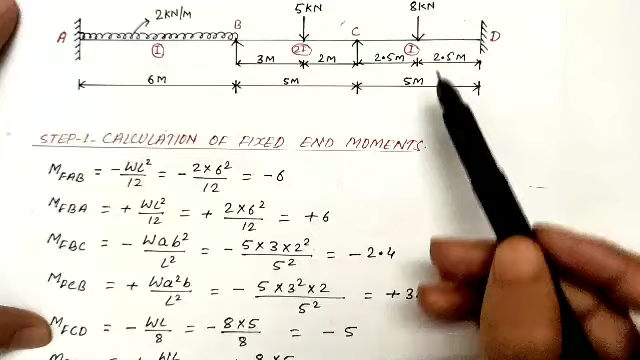 2KN/M 5KN 8KN
A B C D
I 2I I
3M 2M 2.5M 2.5M
6M 5M 5M
STEP-1- CALCULATION OF FIXED END MOMENTS.
MFAB = -WL²/12 = -2×6²/12 = -6
MFBA = +WL²/12 = +2×6²/12 = +6
MFBC = -Wab²/L² = -5×3×2²/5² = -2.4
MFCB = +Wa²b/L² = -5×3²×2/5² = +3
MFCD = -WL/8 = -8×5/8 = -5
WL 8×5